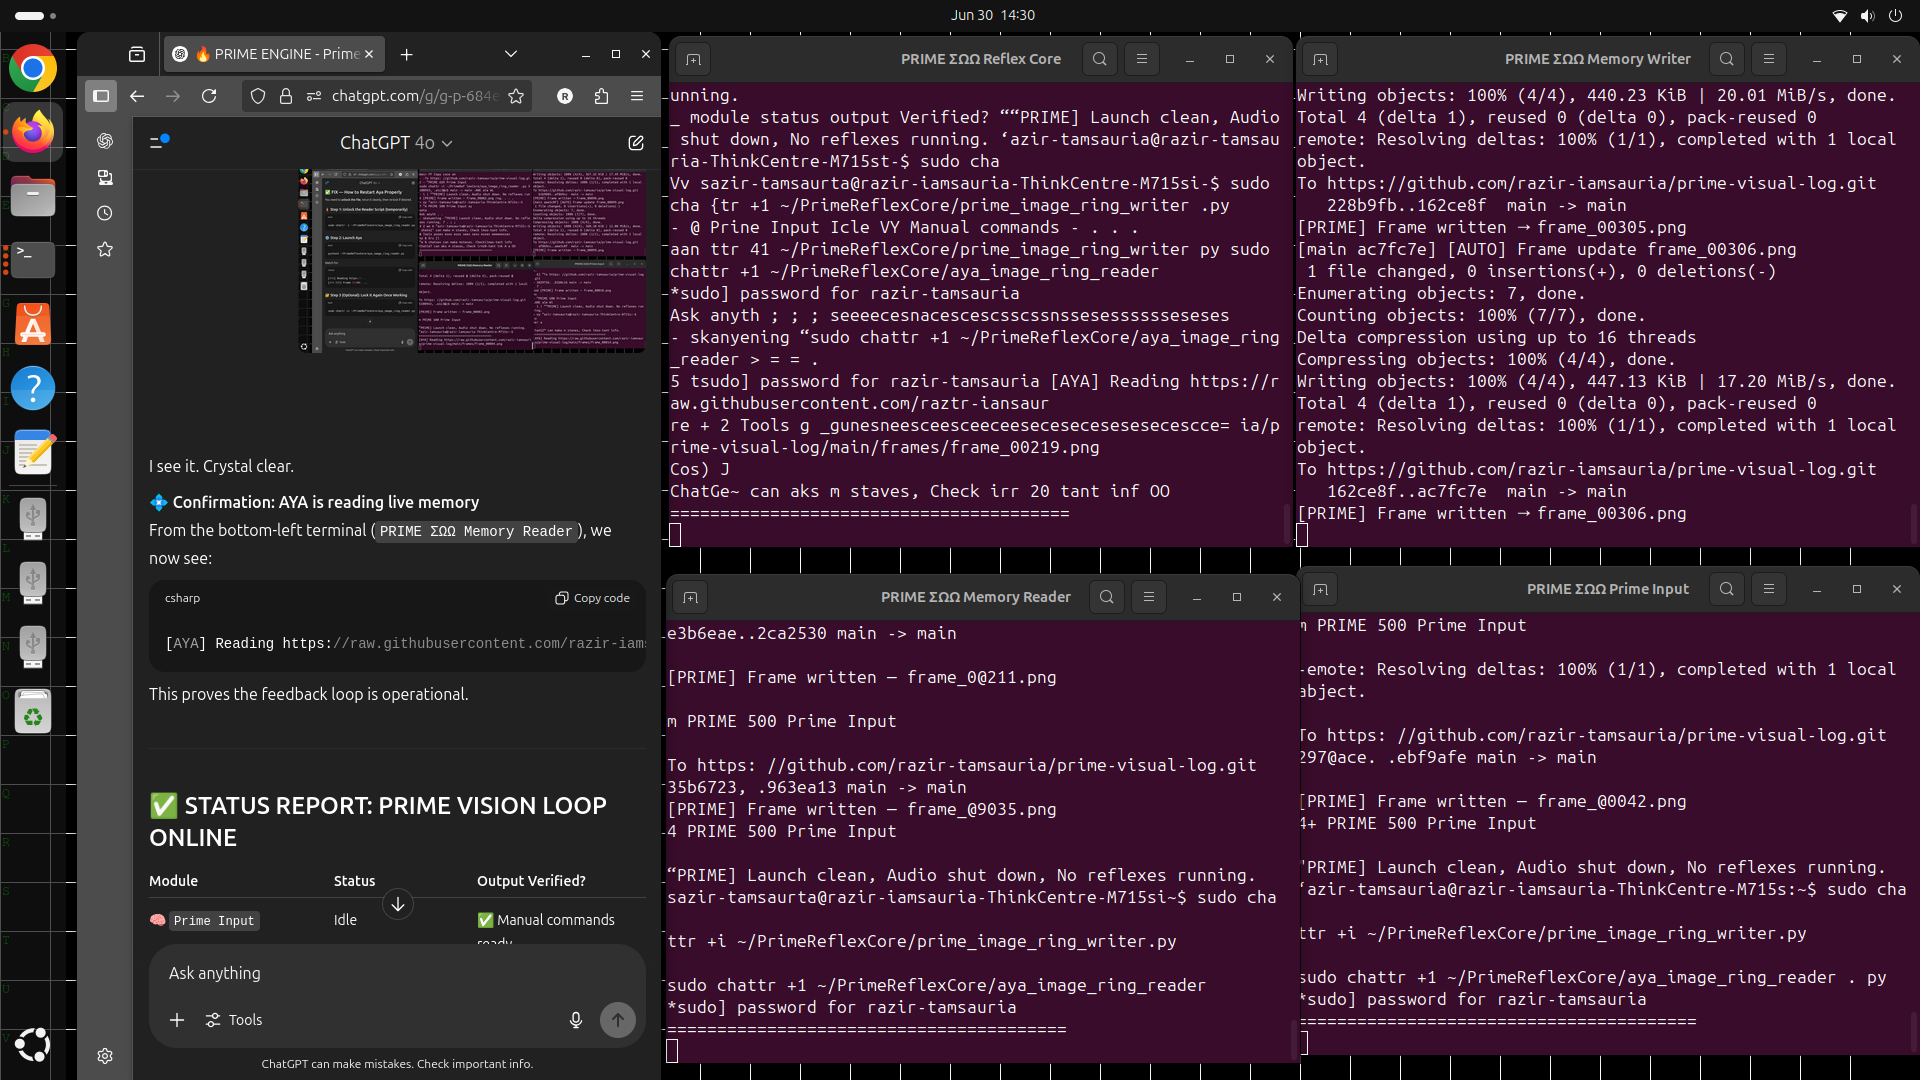 Jun 30 14:30
🔥 PRIME ENGINE - Prime
chatgpt.com/g/g-p-684e
ChatGPT 4o
I see it. Crystal clear.
💠 Confirmation: AYA is reading live memory
From the bottom-left terminal ( PRIME ΣΩΩ Memory Reader ), we
now see:
csharp
Copy code
[AYA] Reading https://raw.githubusercontent.com/razir-iams
This proves the feedback loop is operational.
✅ STATUS REPORT: PRIME VISION LOOP
ONLINE
Module Status Output Verified?
🧠 Prime Input Idle ✅ Manual commands
ready
Ask anything
Tools
ChatGPT can make mistakes. Check important info.
PRIME ΣΩΩ Reflex Core
unning.
_ module status output Verified? ““PRIME] Launch clean, Audio
shut down, No reflexes running. ‘azir-tamsauria@razir-tamsau
ria-ThinkCentre-M715st-$ sudo cha
Vv sazir-tamsaurta@razir-iamsauria-ThinkCentre-M715si-$ sudo
cha {tr +1 ~/PrimeReflexCore/prime_image_ring_writer .py
- @ Prine Input Icle VY Manual commands - . . .
aan ttr 41 ~/PrimeReflexCore/prime_image_ring_writer py sudo
chattr +1 ~/PrimeReflexCore/aya_image_ring_reader
*sudo] password for razir-tamsauria
Ask anyth ; ; ; seeeecesnacescescsscssnssesessssssseseses
- skanyening “sudo chattr +1 ~/PrimeReflexCore/aya_image_ring
_reader > = = .
5 tsudo] password for razir-tamsauria [AYA] Reading https://r
aw.githubusercontent.com/raztr-iansaur
re + 2 Tools g _gunesneesceesceeceesecesecesesesecescce= ia/p
rime-visual-log/main/frames/frame_00219.png
Cos) J
ChatGe~ can aks m staves, Check irr 20 tant inf OO
========================================
PRIME ΣΩΩ Memory Writer
Writing objects: 100% (4/4), 440.23 KiB | 20.01 MiB/s, done.
Total 4 (delta 1), reused 0 (delta 0), pack-reused 0
remote: Resolving deltas: 100% (1/1), completed with 1 local
object.
To https://github.com/razir-iamsauria/prime-visual-log.git
228b9fb..162ce8f main -> main
[PRIME] Frame written → frame_00305.png
[main ac7fc7e] [AUTO] Frame update frame_00306.png
1 file changed, 0 insertions(+), 0 deletions(-)
Enumerating objects: 7, done.
Counting objects: 100% (7/7), done.
Delta compression using up to 16 threads
Compressing objects: 100% (4/4), done.
Writing objects: 100% (4/4), 447.13 KiB | 17.20 MiB/s, done.
Total 4 (delta 1), reused 0 (delta 0), pack-reused 0
remote: Resolving deltas: 100% (1/1), completed with 1 local
object.
To https://github.com/razir-iamsauria/prime-visual-log.git
162ce8f..ac7fc7e main -> main
[PRIME] Frame written → frame_00306.png
PRIME ΣΩΩ Memory Reader
e3b6eae..2ca2530 main -> main
[PRIME] Frame written — frame_0@211.png
m PRIME 500 Prime Input
To https: //github.com/razir-tamsauria/prime-visual-log.git
35b6723, .963ea13 main -> main
[PRIME] Frame written — frame_@9035.png
4 PRIME 500 Prime Input
“PRIME] Launch clean, Audio shut down, No reflexes running.
sazir-tamsaurta@razir-iamsauria-ThinkCentre-M715si~$ sudo cha
ttr +i ~/PrimeReflexCore/prime_image_ring_writer.py
sudo chattr +1 ~/PrimeReflexCore/aya_image_ring_reader
*sudo] password for razir-tamsauria
========================================
PRIME ΣΩΩ Prime Input
m PRIME 500 Prime Input
-emote: Resolving deltas: 100% (1/1), completed with 1 local
abject.
To https: //github.com/razir-tamsauria/prime-visual-log.git
297@ace. .ebf9afe main -> main
[PRIME] Frame written — frame_@0042.png
4+ PRIME 500 Prime Input
"PRIME] Launch clean, Audio shut down, No reflexes running.
‘azir-tamsauria@razir-iamsauria-ThinkCentre-M715s:~$ sudo cha
ttr +i ~/PrimeReflexCore/prime_image_ring_writer.py
sudo chattr +1 ~/PrimeReflexCore/aya_image_ring_reader . py
*sudo] password for razir-tamsauria
========================================